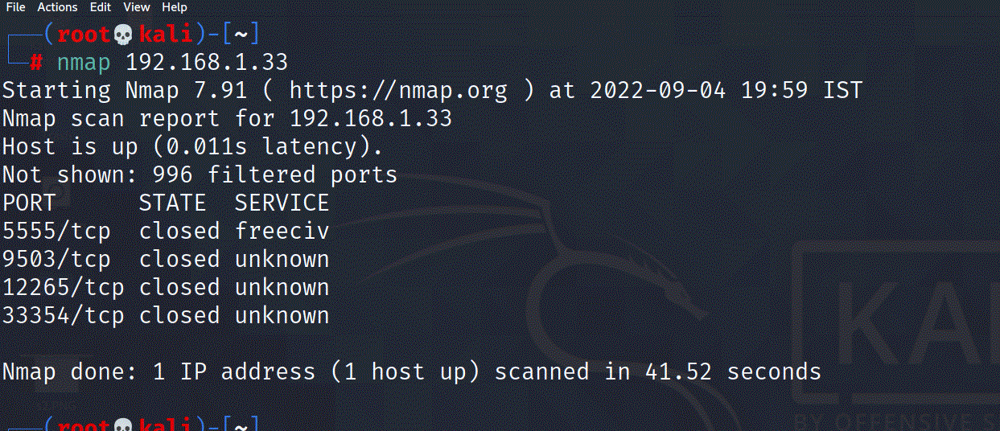 File Actions Edit View Help
(root💀kali)-[~]
# nmap 192.168.1.33
Starting Nmap 7.91 ( https://nmap.org ) at 2022-09-04 19:59 IST
Nmap scan report for 192.168.1.33
Host is up (0.011s latency).
Not shown: 996 filtered ports
PORT STATE SERVICE
5555/tcp closed freeciv
9503/tcp closed unknown
12265/tcp closed unknown
33354/tcp closed unknown
KA
Nmap done: 1 IP address (1 host up) scanned in 41.52 seconds
BY OFFENSIVE S
(root💀kali)-[~]